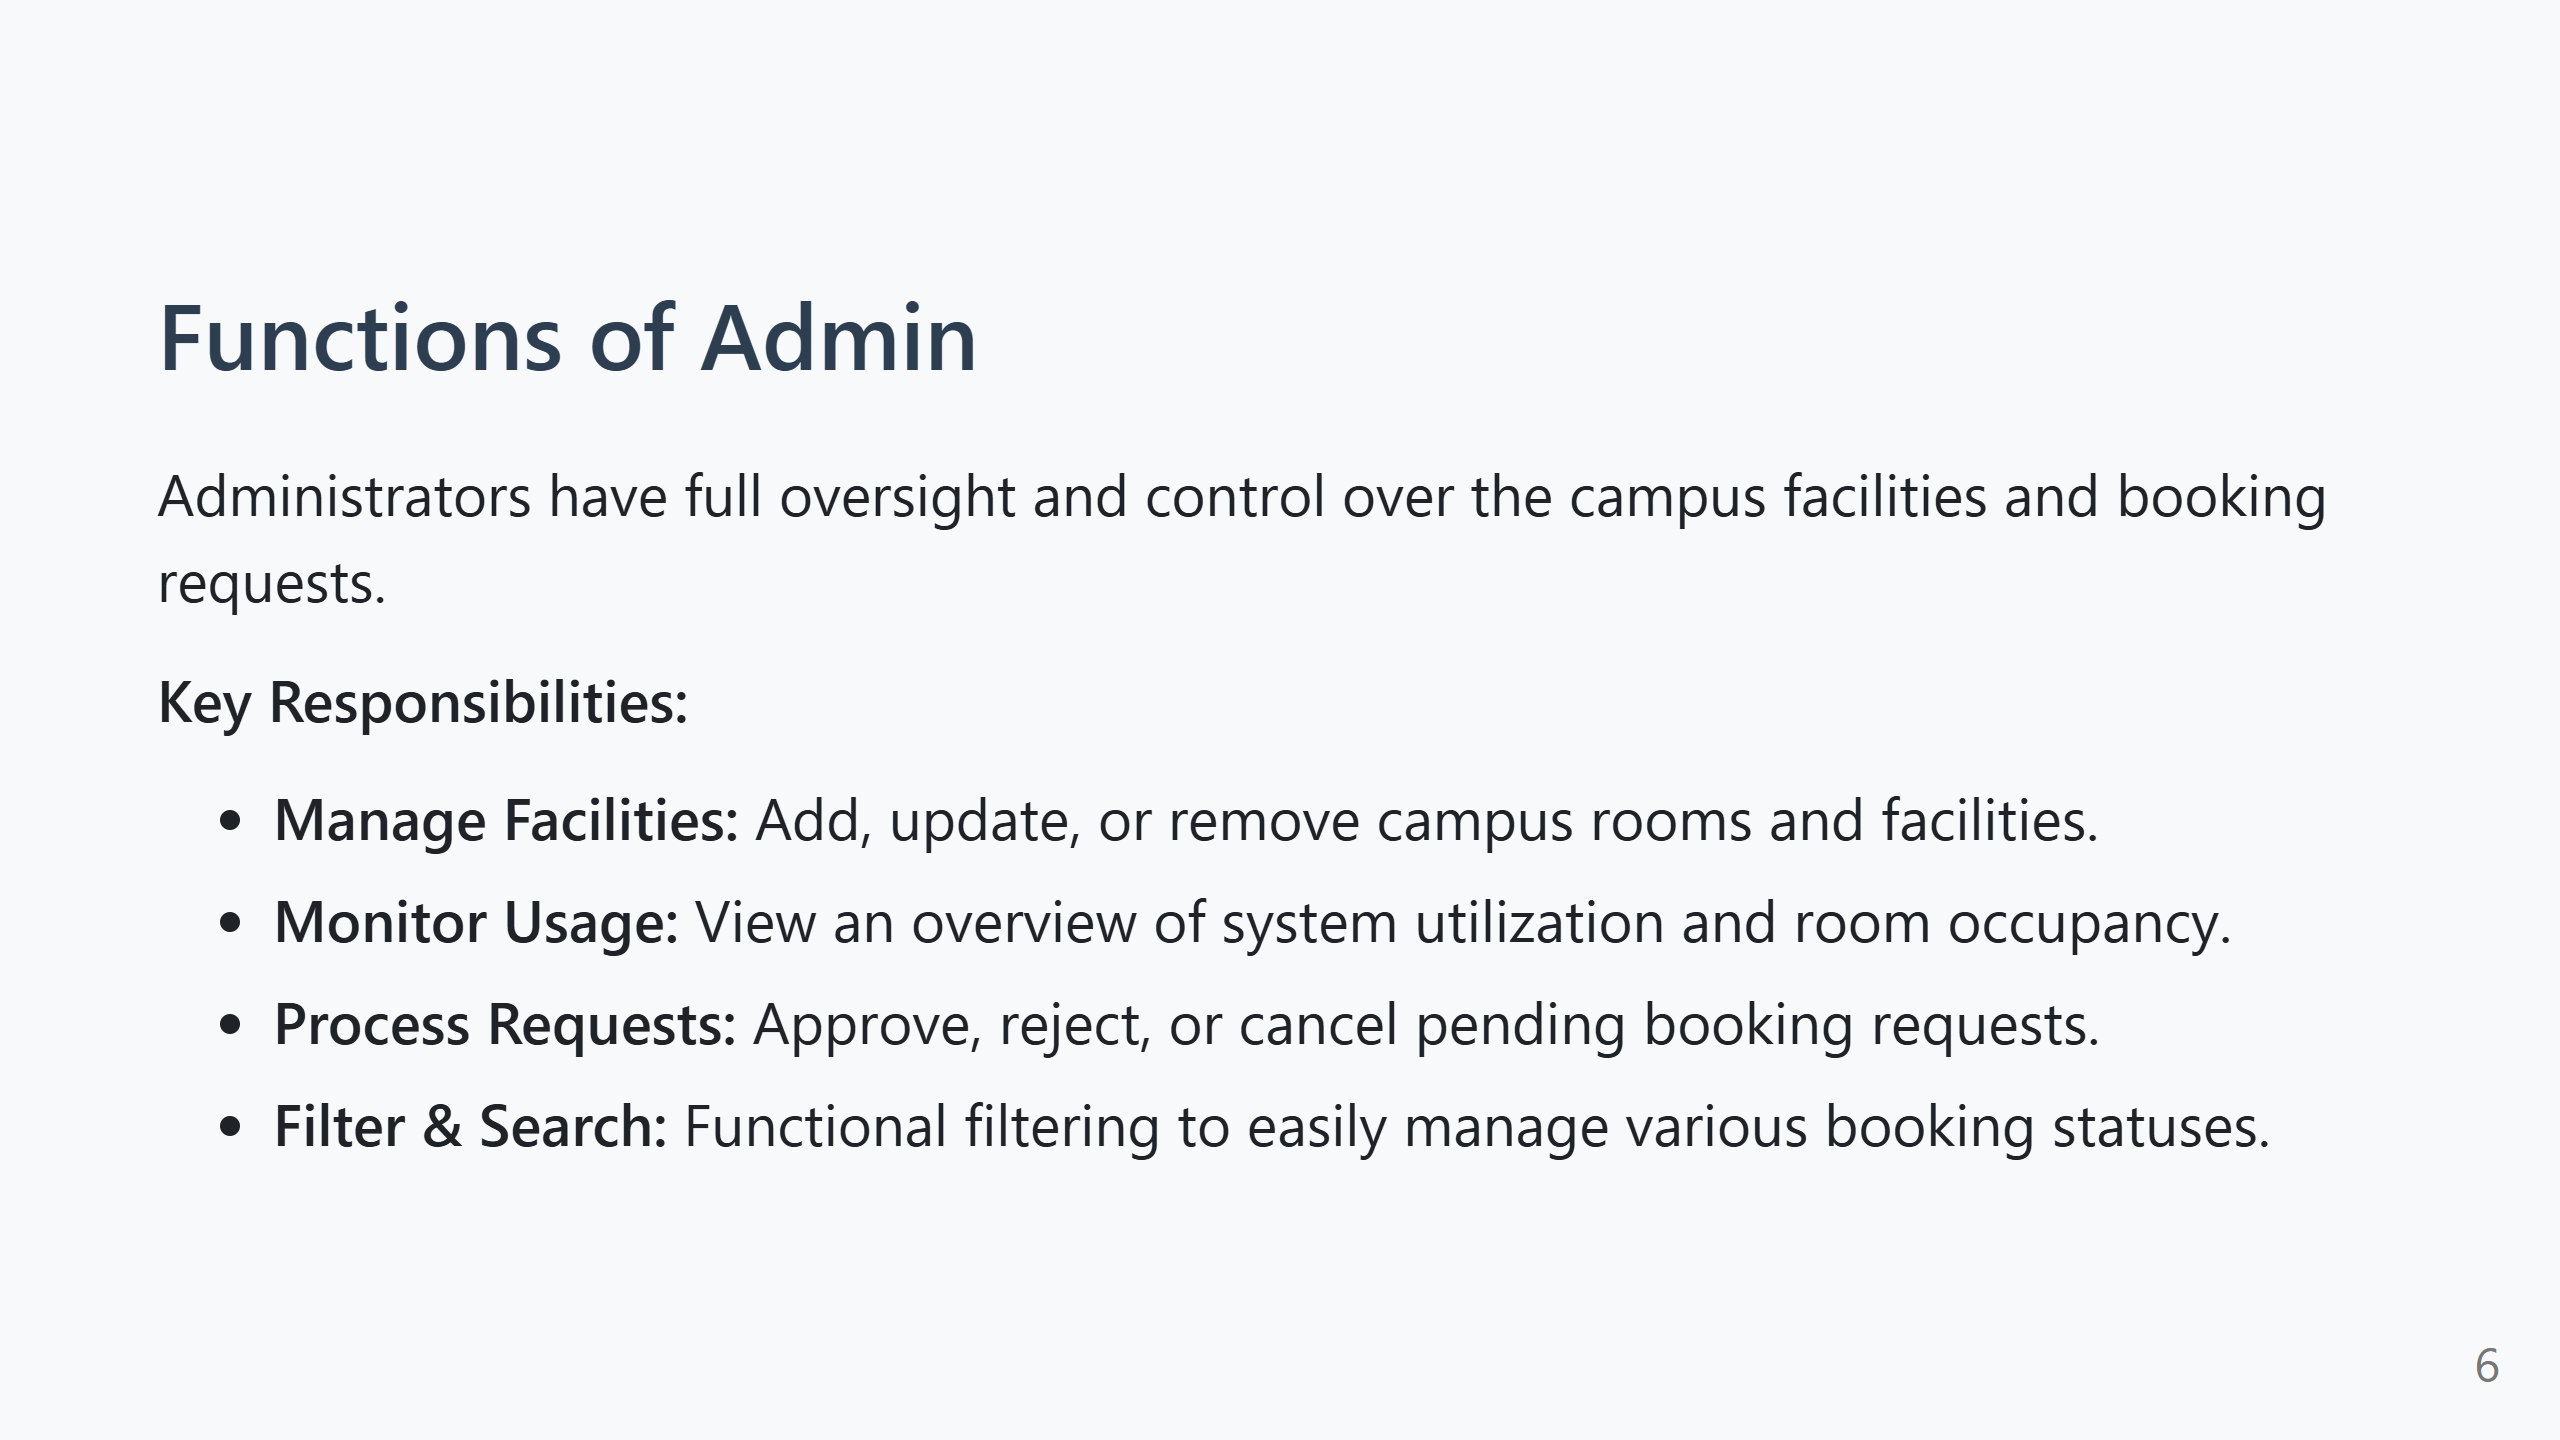 Functions of Admin
Administrators have full oversight and control over the campus facilities and booking
requests.
Key Responsibilities:
• Manage Facilities: Add, update, or remove campus rooms and facilities.
• Monitor Usage: View an overview of system utilization and room occupancy.
• Process Requests: Approve, reject, or cancel pending booking requests.
• Filter & Search: Functional filtering to easily manage various booking statuses.
6